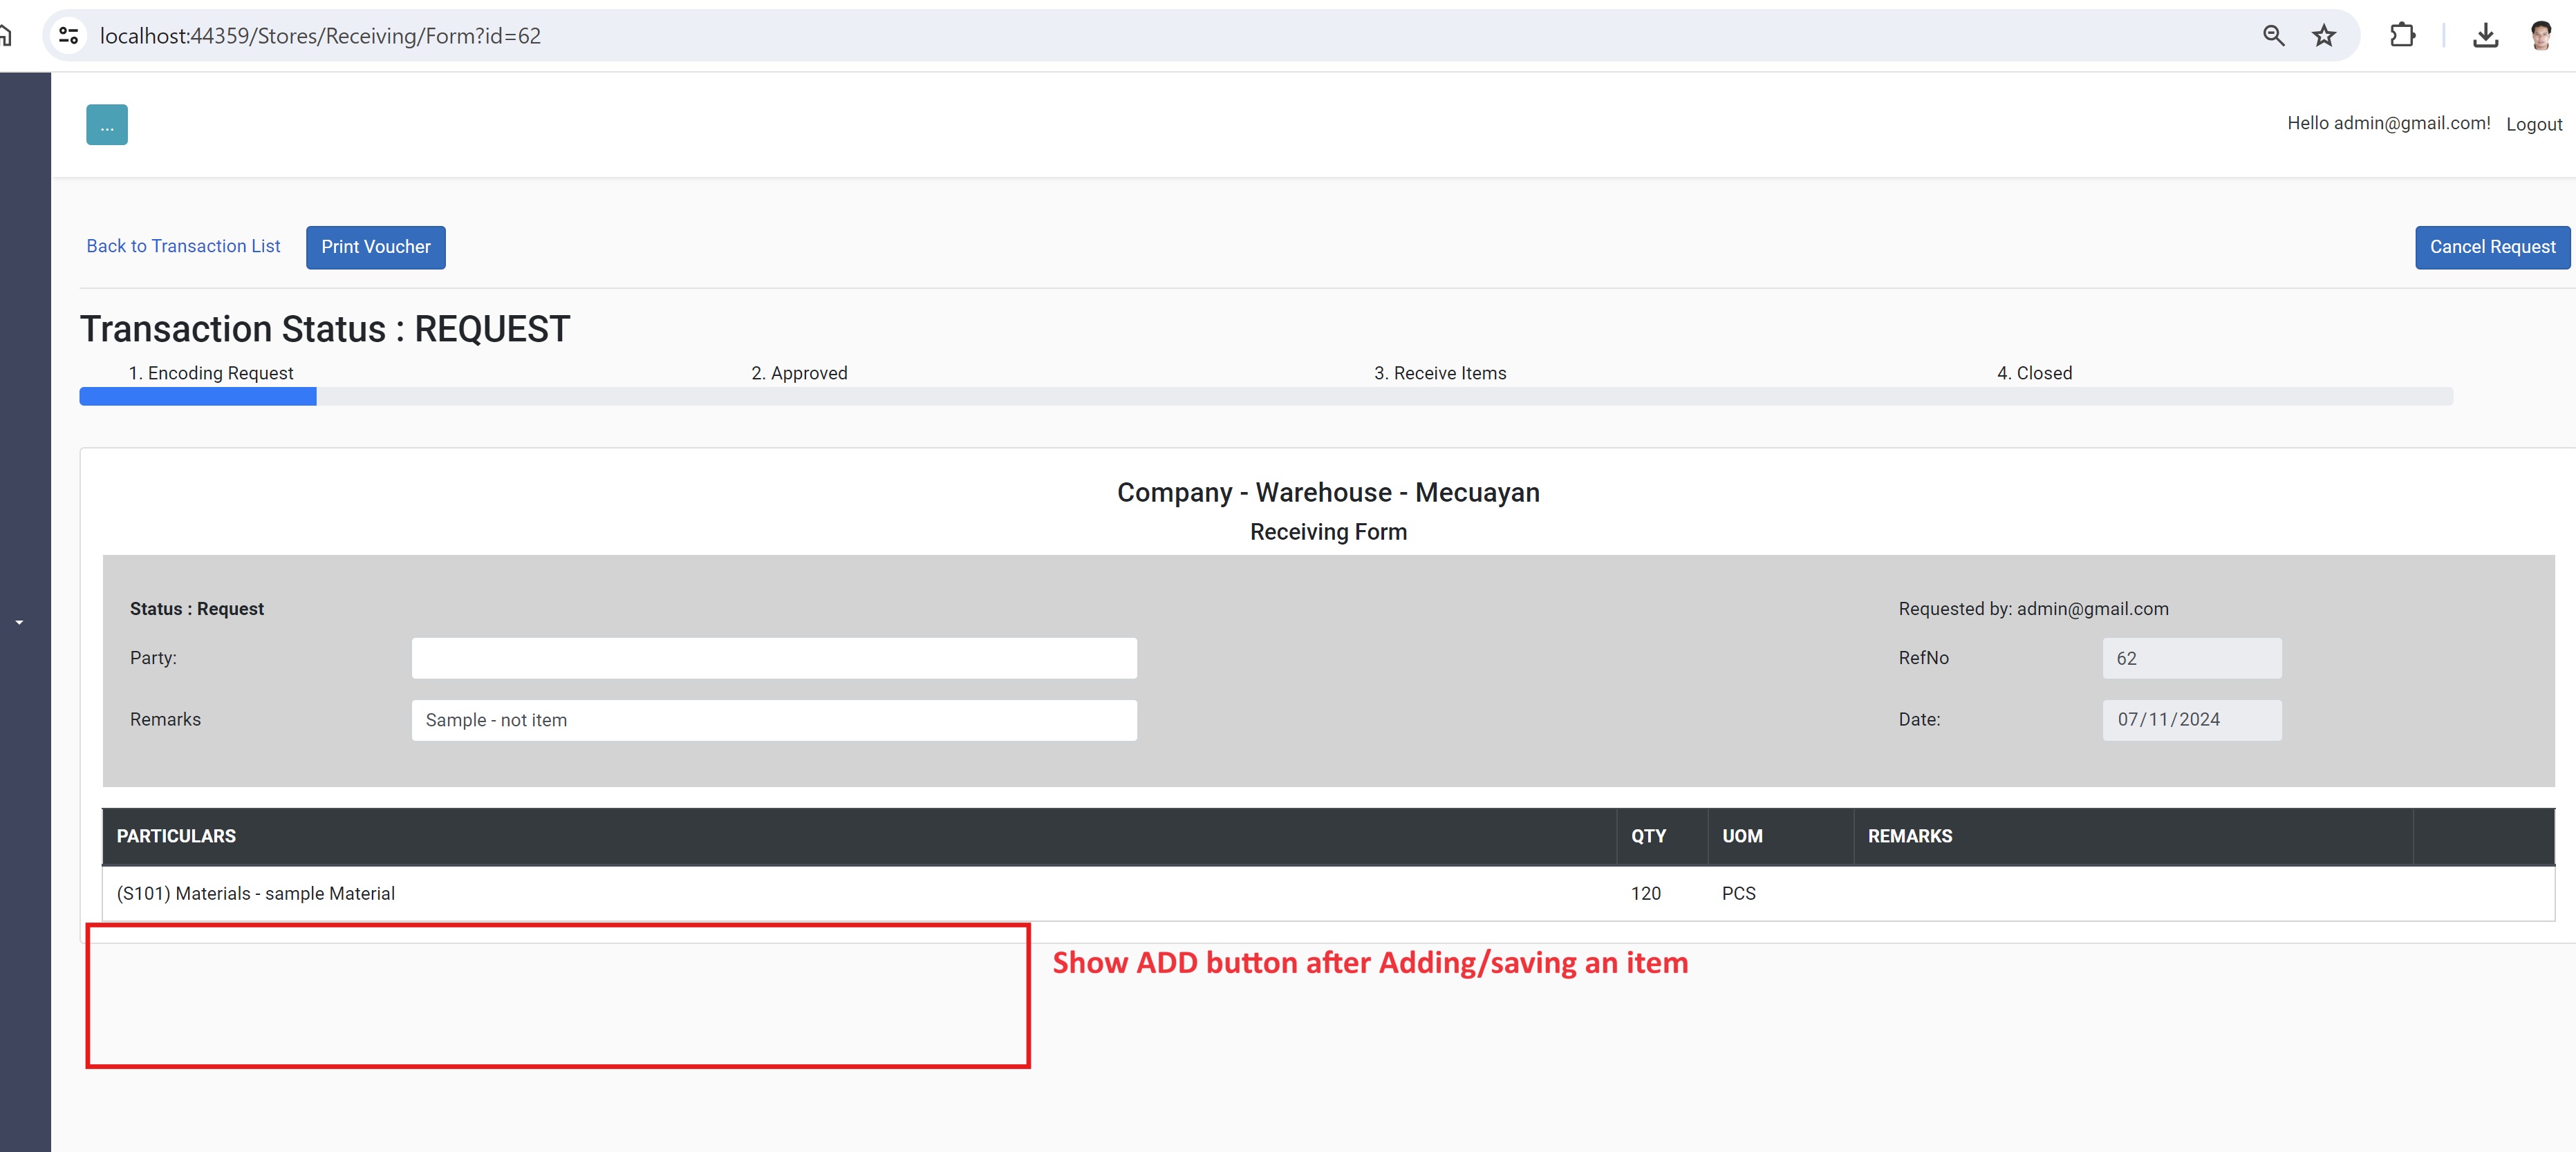 localhost:44359/Stores/Receiving/Form?id=62
...
Hello admin@gmail.com! Logout
Back to Transaction List Print Voucher Cancel Request
Transaction Status : REQUEST
1. Encoding Request 2. Approved 3. Receive Items 4. Closed
Company - Warehouse - Mecuayan
Receiving Form
Status : Request Requested by: admin@gmail.com
Party: RefNo 62
Remarks Sample - not item Date: 07/11/2024
PARTICULARS QTY UOM REMARKS
(S101) Materials - sample Material 120 PCS
Show ADD button after Adding/saving an item